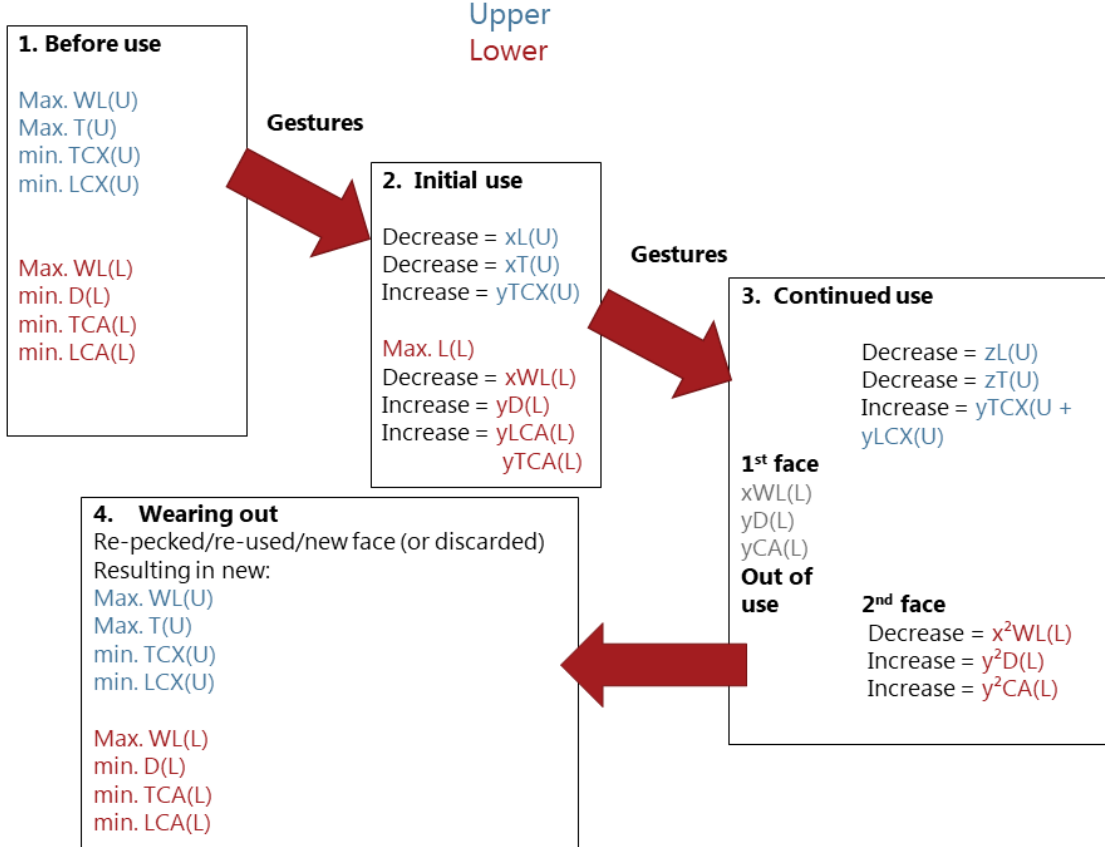 Upper
Lower
1. Before use
Max. WL(U)
Max. T(U)
min. TCX(U)
min. LCX(U)
Max. WL(L)
min. D(L)
min. TCA(L)
min. LCA(L)
Gestures
2. Initial use
Decrease = xL(U)
Decrease = xT(U)
Increase = yTCX(U)
Max. L(L)
Decrease = xWL(L)
Increase = yD(L)
Increase = yLCA(L)
yTCA(L)
Gestures
3. Continued use
Decrease = zL(U)
Decrease = zT(U)
Increase = yTCX(U +
yLCX(U)
1st face
xWL(L)
yD(L)
yCA(L)
Out of
use
2nd face
Decrease = x²WL(L)
Increase = y²D(L)
Increase = y²CA(L)
4. Wearing out
Re-pecked/re-used/new face (or discarded)
Resulting in new:
Max. WL(U)
Max. T(U)
min. TCX(U)
min. LCX(U)
Max. WL(L)
min. D(L)
min. TCA(L)
min. LCA(L)